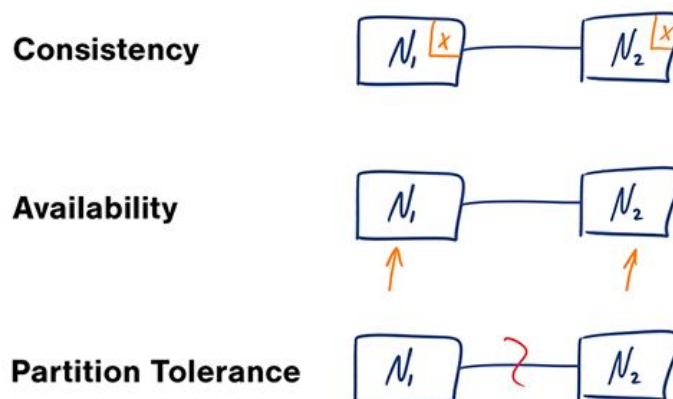 Consistency N₁ x N₂ x
Availability N₁ N₂
Partition Tolerance N₁ N₂